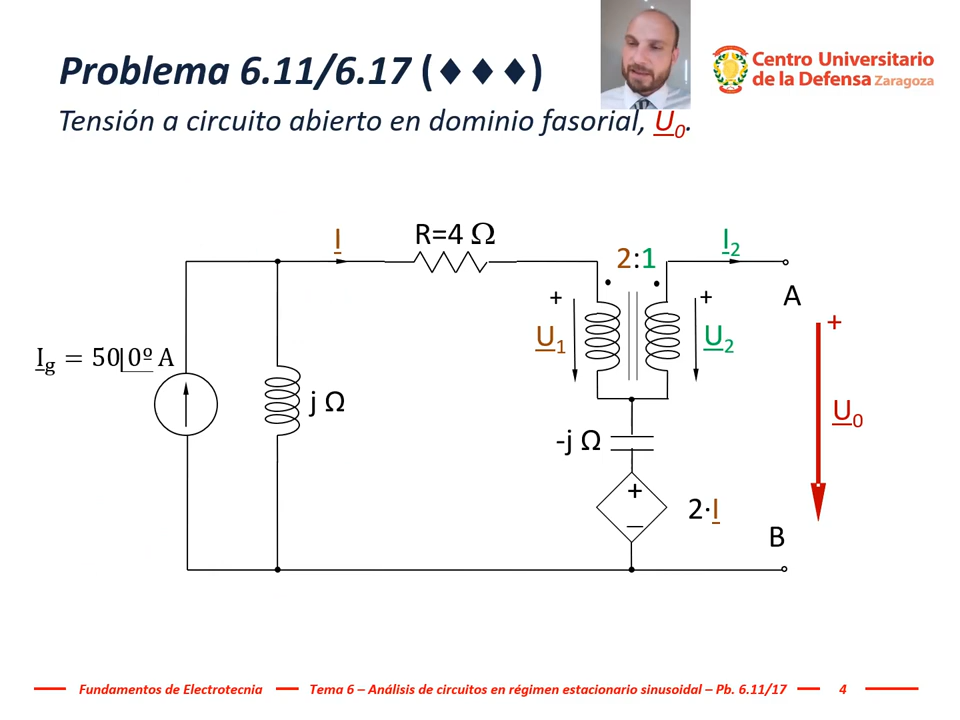 Problema 6.11/6.17 (♦♦♦)
Centro Universitario
de la Defensa Zaragoza
Tensión a circuito abierto en dominio fasorial, U0.
I
R=4 Ω
2:1
I2
+
+
A
U1
U2
+
Ig = 50|0º A
j Ω
U0
-j Ω
+
2·I
–
B
Fundamentos de Electrotecnia
Tema 6 – Análisis de circuitos en régimen estacionario sinusoidal – Pb. 6.11/17
4